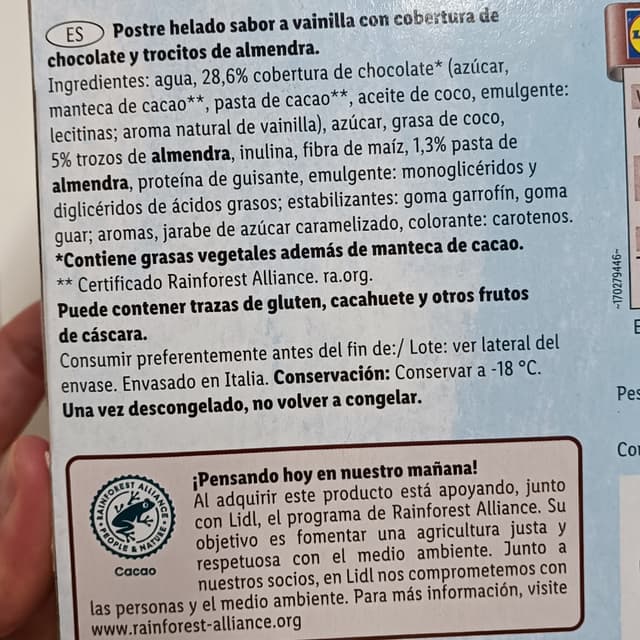 ES Postre helado sabor a vainilla con cobertura de
chocolate y trocitos de almendra.
Ingredientes: agua, 28,6% cobertura de chocolate* (azúcar,
manteca de cacao**, pasta de cacao**, aceite de coco, emulgente:
lecitinas; aroma natural de vainilla), azúcar, grasa de coco,
5% trozos de almendra, inulina, fibra de maíz, 1,3% pasta de
almendra, proteína de guisante, emulgente: monoglicéridos y
diglicéridos de ácidos grasos; estabilizantes: goma garrofín, goma
guar; aromas, jarabe de azúcar caramelizado, colorante: carotenos.
*Contiene grasas vegetales además de manteca de cacao.
** Certificado Rainforest Alliance. ra.org.
Puede contener trazas de gluten, cacahuete y otros frutos
de cáscara.
Consumir preferentemente antes del fin de:/ Lote: ver lateral del
envase. Envasado en Italia. Conservación: Conservar a -18 °C.
Una vez descongelado, no volver a congelar.
RAINFOREST ALLIANCE
PEOPLE & NATURE
Cacao
¡Pensando hoy en nuestro mañana!
Al adquirir este producto está apoyando, junto
con Lidl, el programa de Rainforest Alliance. Su
objetivo es fomentar una agricultura justa y
respetuosa con el medio ambiente. Junto a
nuestros socios, en Lidl nos comprometemos con
las personas y el medio ambiente. Para más información, visite
www.rainforest-alliance.org
~170279446~